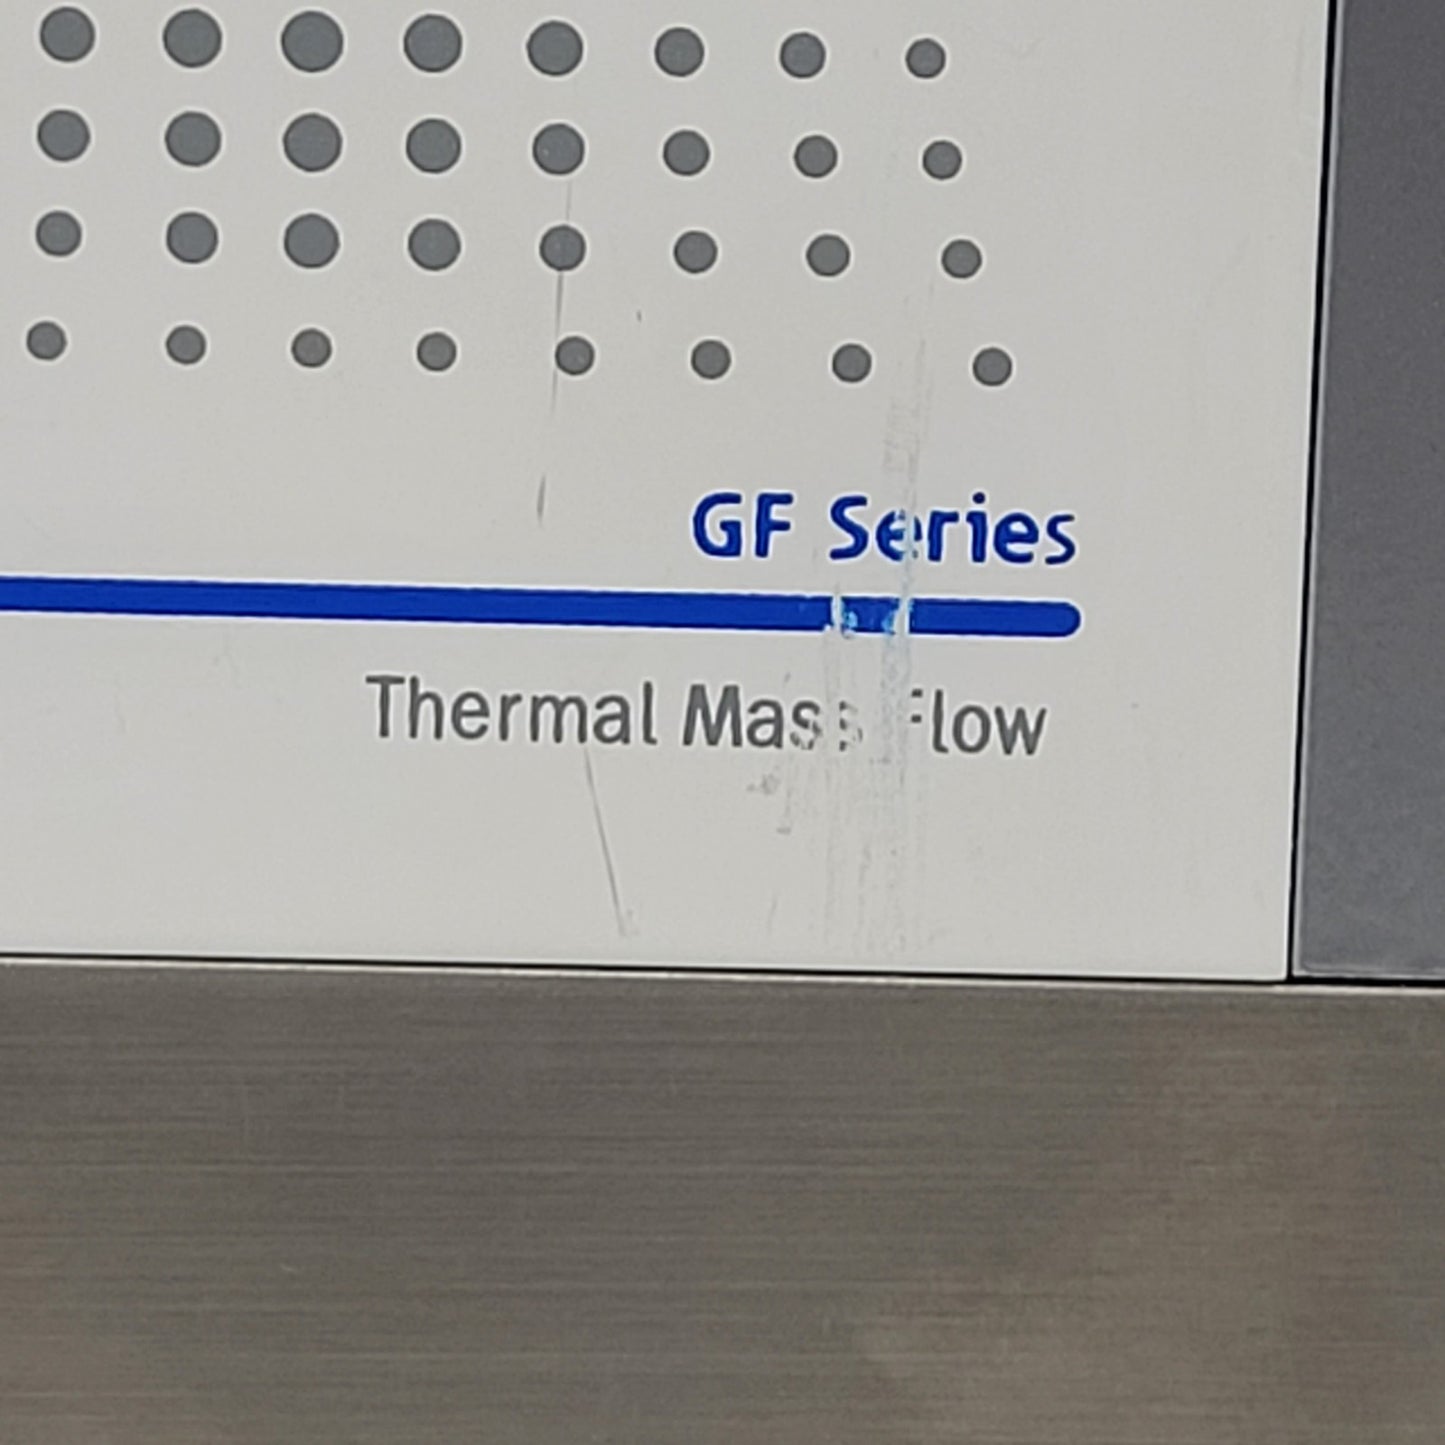 GF Series
Thermal Mass Flow